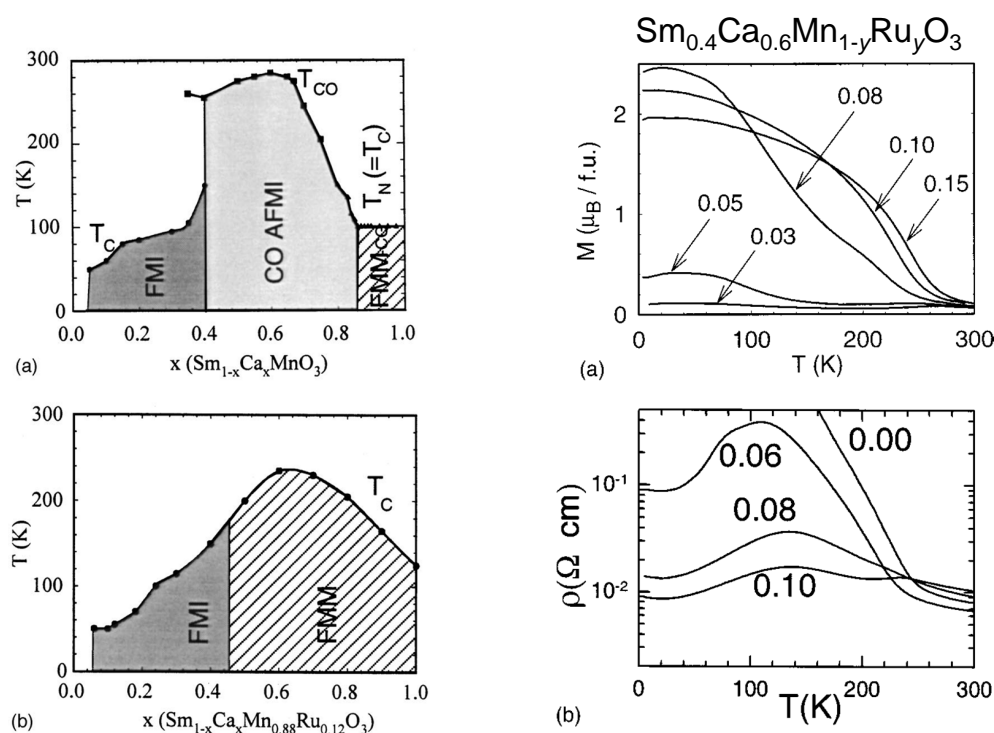 300
200
100
0
T (K)
T_C
FMI
T_CO
CO AFMI
T_N (=T_C)
FMM-CG
0.0 0.2 0.4 0.6 0.8 1.0
(a)
x (Sm₁₋ₓCaₓMnO₃)
300
200
100
0
T (K)
FMI
T_C
FMM
0.0 0.2 0.4 0.6 0.8 1.0
(b)
x (Sm₁₋ₓCaₓMn₀.₈₈Ru₀.₁₂O₃)
Sm₀.₄Ca₀.₆Mn₁₋yRuyO₃
2
1
0
M (μ_B / f.u.)
0.08
0.10
0.15
0.05
0.03
0 100 200 300
(a)
T (K)
10⁻¹
10⁻²
ρ(Ω cm)
0.00
0.06
0.08
0.10
0 100 200 300
(b)
T(K)